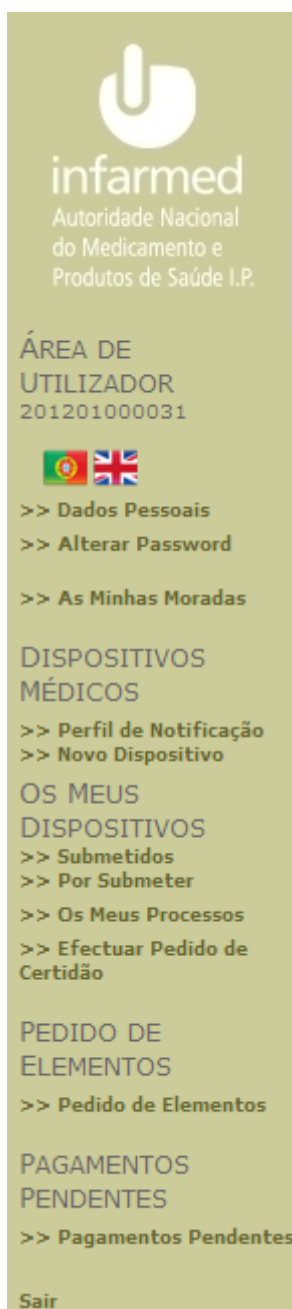 infarmed
Autoridade Nacional
do Medicamento e
Produtos de Saúde I.P.
ÁREA DE
UTILIZADOR
201201000031
>> Dados Pessoais
>> Alterar Password
>> As Minhas Moradas
DISPOSITIVOS
MÉDICOS
>> Perfil de Notificação
>> Novo Dispositivo
OS MEUS
DISPOSITIVOS
>> Submetidos
>> Por Submeter
>> Os Meus Processos
>> Efectuar Pedido de
Certidão
PEDIDO DE
ELEMENTOS
>> Pedido de Elementos
PAGAMENTOS
PENDENTES
>> Pagamentos Pendentes
Sair